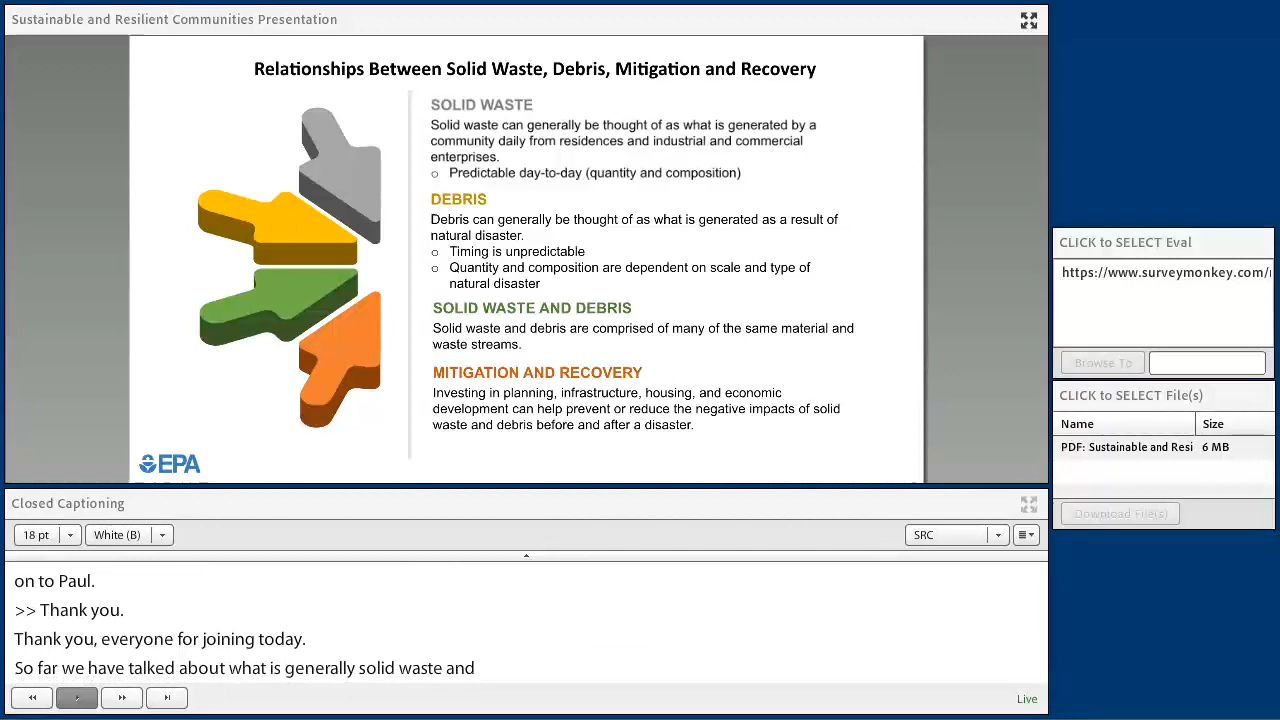 Sustainable and Resilient Communities Presentation
Relationships Between Solid Waste, Debris, Mitigation and Recovery
SOLID WASTE
Solid waste can generally be thought of as what is generated by a
community daily from residences and industrial and commercial
enterprises.
o Predictable day-to-day (quantity and composition)
DEBRIS
Debris can generally be thought of as what is generated as a result of
natural disaster.
o Timing is unpredictable
o Quantity and composition are dependent on scale and type of
natural disaster
SOLID WASTE AND DEBRIS
Solid waste and debris are comprised of many of the same material and
waste streams.
MITIGATION AND RECOVERY
Investing in planning, infrastructure, housing, and economic
development can help prevent or reduce the negative impacts of solid
waste and debris before and after a disaster.
EPA
CLICK to SELECT Eval
https://www.surveymonkey.com/
Browse To
CLICK to SELECT File(s)
Name Size
PDF: Sustainable and Resi 6 MB
Download File(s)
Closed Captioning
18 pt White (B) SRC
on to Paul.
>> Thank you.
Thank you, everyone for joining today.
So far we have talked about what is generally solid waste and
Live